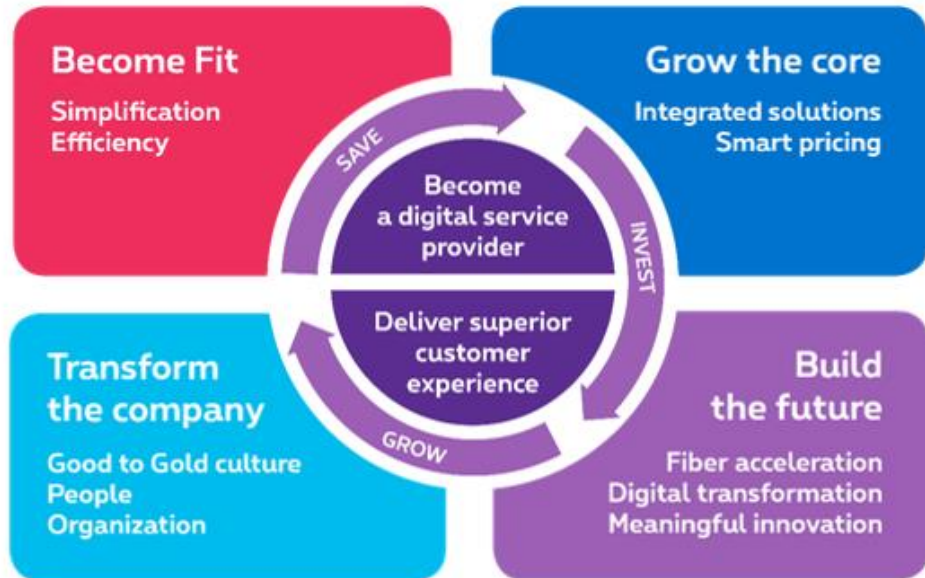 Become Fit
Simplification
Efficiency
Grow the core
Integrated solutions
Smart pricing
SAVE
INVEST
GROW
Become
a digital service
provider
Deliver superior
customer
experience
Transform
the company
Good to Gold culture
People
Organization
Build
the future
Fiber acceleration
Digital transformation
Meaningful innovation